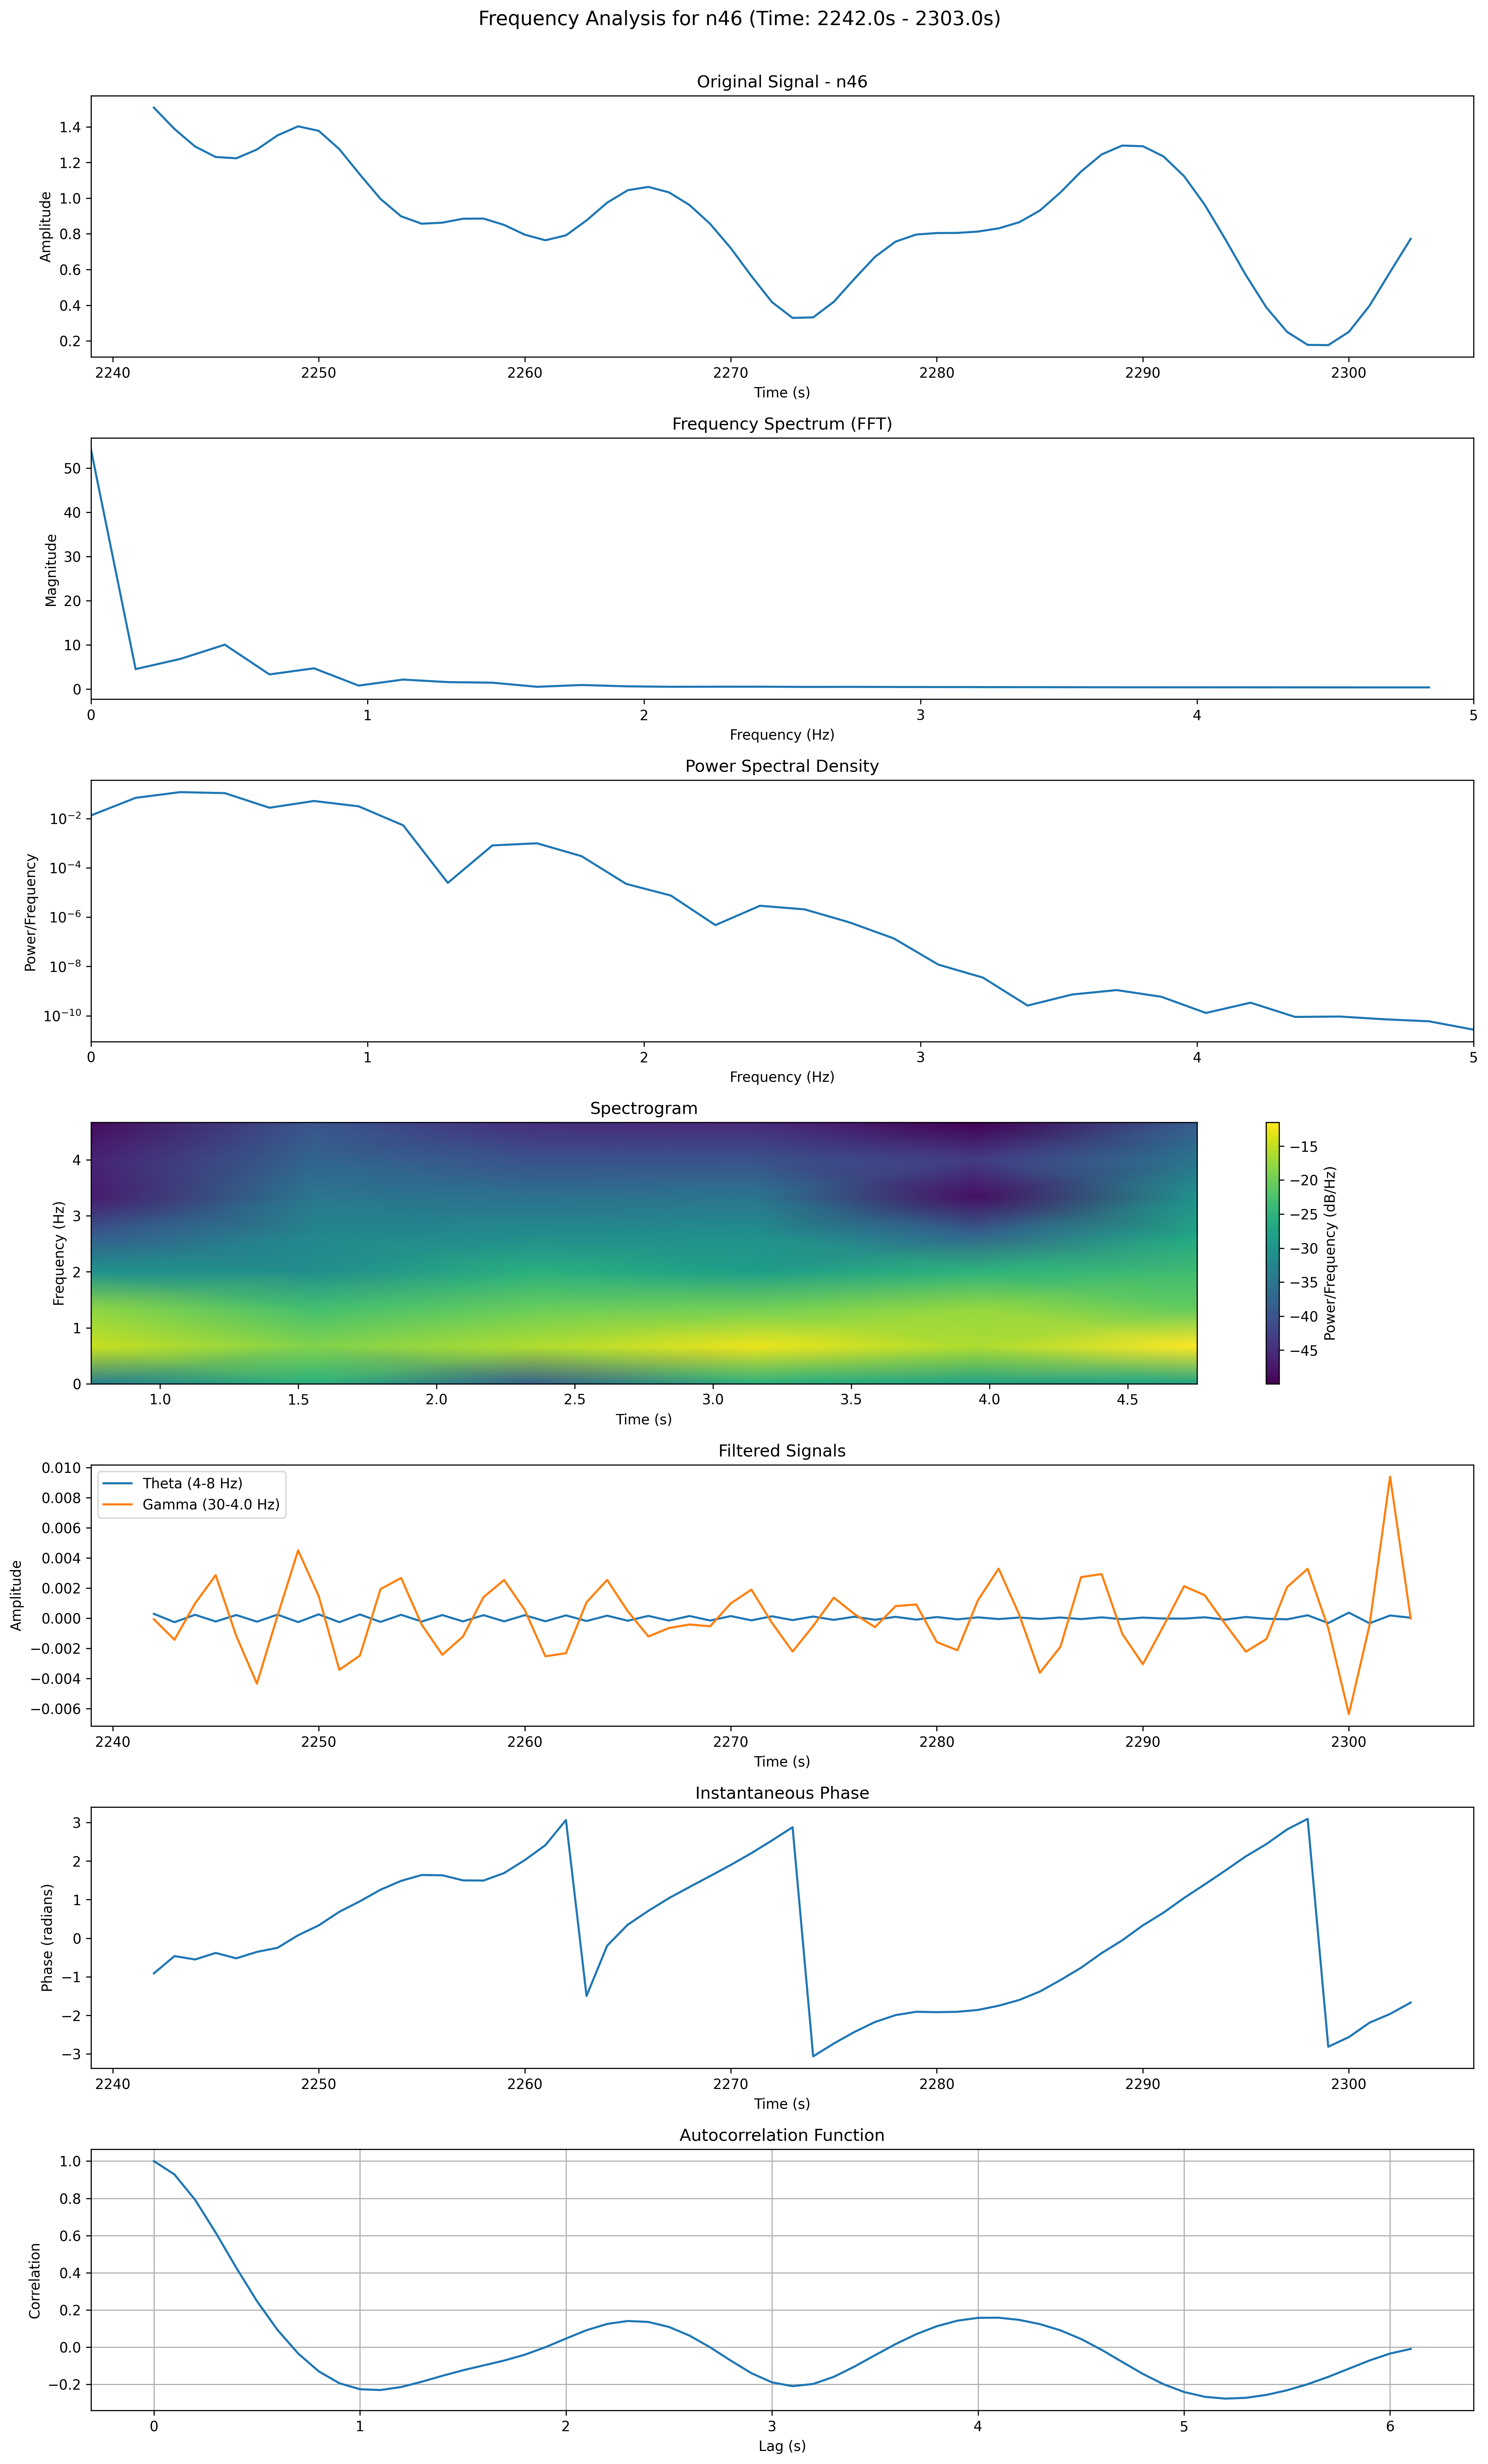 Frequency Analysis for n46 (Time: 2242.0s - 2303.0s)
Original Signal - n46
Amplitude
1.4
1.2
1.0
0.8
0.6
0.4
0.2
2240 2250 2260 2270 2280 2290 2300
Time (s)
Frequency Spectrum (FFT)
Magnitude
50
40
30
20
10
0
0 1 2 3 4 5
Frequency (Hz)
Power Spectral Density
Power/Frequency
10⁻²
10⁻⁴
10⁻⁶
10⁻⁸
10⁻¹⁰
0 1 2 3 4 5
Frequency (Hz)
Spectrogram
Frequency (Hz)
4
3
2
1
0
1.0 1.5 2.0 2.5 3.0 3.5 4.0 4.5
Time (s)
−15
−20
−25
−30
−35
−40
−45
Power/Frequency (dB/Hz)
Filtered Signals
Amplitude
0.010
0.008
0.006
0.004
0.002
0.000
−0.002
−0.004
−0.006
Theta (4-8 Hz)
Gamma (30-4.0 Hz)
2240 2250 2260 2270 2280 2290 2300
Time (s)
Instantaneous Phase
Phase (radians)
3
2
1
0
−1
−2
−3
2240 2250 2260 2270 2280 2290 2300
Time (s)
Autocorrelation Function
Correlation
1.0
0.8
0.6
0.4
0.2
0.0
−0.2
0 1 2 3 4 5 6
Lag (s)